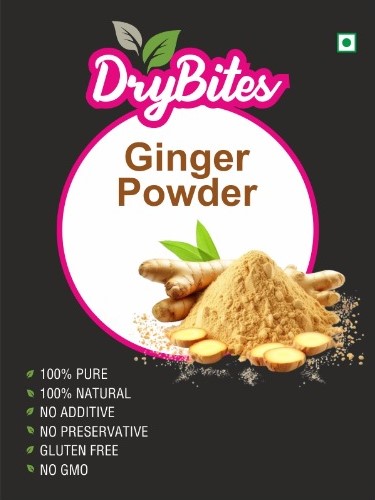 DryBites
Ginger
Powder
100% PURE
100% NATURAL
NO ADDITIVE
NO PRESERVATIVE
GLUTEN FREE
NO GMO